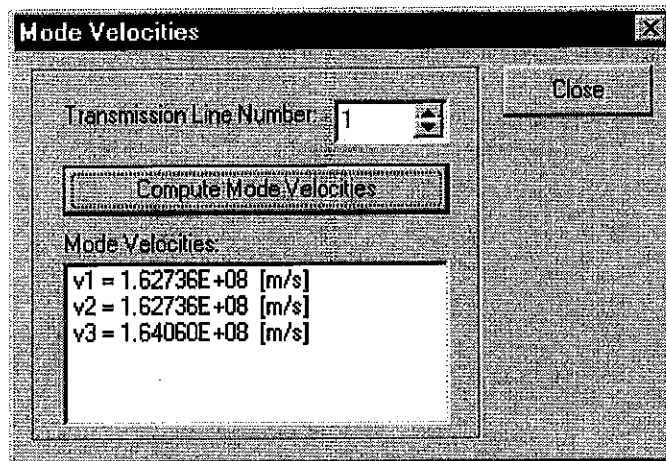 Mode Velocities
Close
Transmission Line Number: 1
Compute Mode Velocities
Mode Velocities:
v1 = 1.62736E+08 [m/s]
v2 = 1.62736E+08 [m/s]
v3 = 1.64060E+08 [m/s]